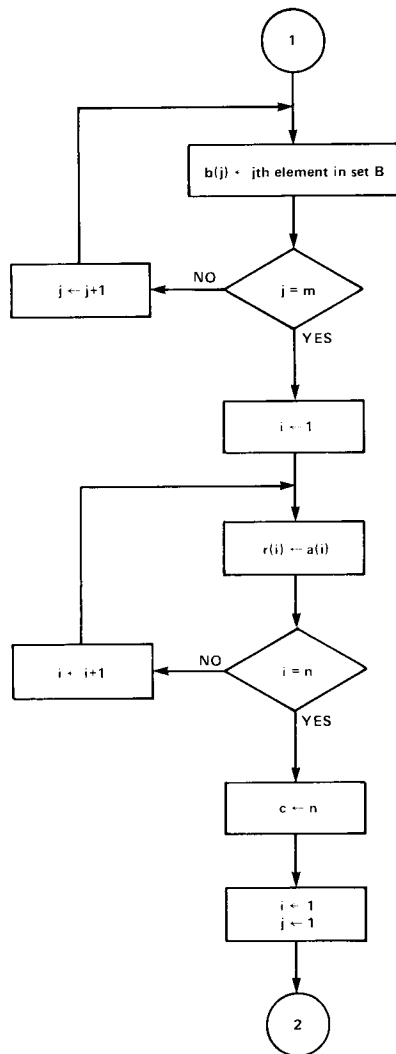 1
b(j) ← jth element in set B
NO
j ← j+1
j = m
YES
i ← 1
r(i) ← a(i)
NO
i ← i+1
i = n
YES
c ← n
i ← 1
j ← 1
2